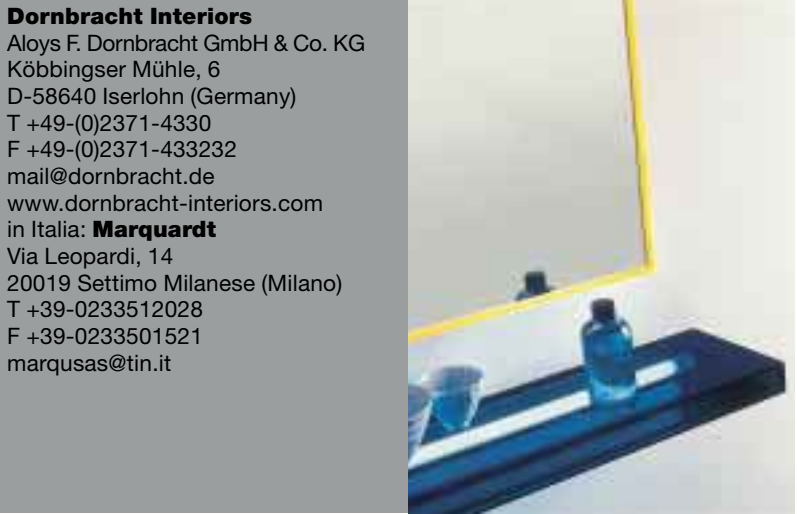 Dornbracht Interiors
Aloys F. Dornbracht GmbH & Co. KG
Köbbingser Mühle, 6
D-58640 Iserlohn (Germany)
T +49-(0)2371-4330
F +49-(0)2371-433232
mail@dornbracht.de
www.dornbracht-interiors.com
in Italia: Marquardt
Via Leopardi, 14
20019 Settimo Milanese (Milano)
T +39-0233512028
F +39-0233501521
marqusas@tin.it